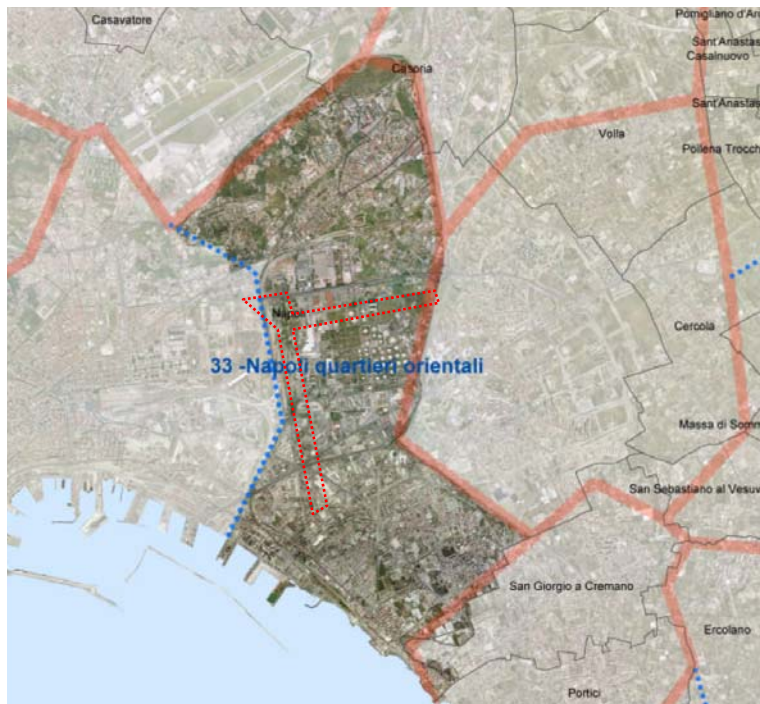 Pomigliano d'Arc
Casavatore
Sant'Anastas
Casalnuovo
Casoria
Sant'Anastas
Volla
Pollena Trocch
Napoli
Cercola
33 -Napoli quartieri orientali
Massa di Somm
San Sebastiano al Vesuv
San Giorgio a Cremano
Ercolano
Portici